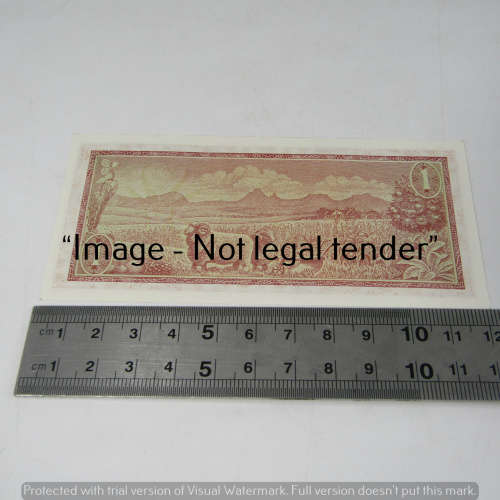 1
"Image - Not legal tender"
1
cm 1 2 3 4 5 6 7 8 9 10 11 12
cm 1 2 3 4 5 6 7 8 9 10 11
Protected with trial version of Visual Watermark. Full version doesn't put this mark.